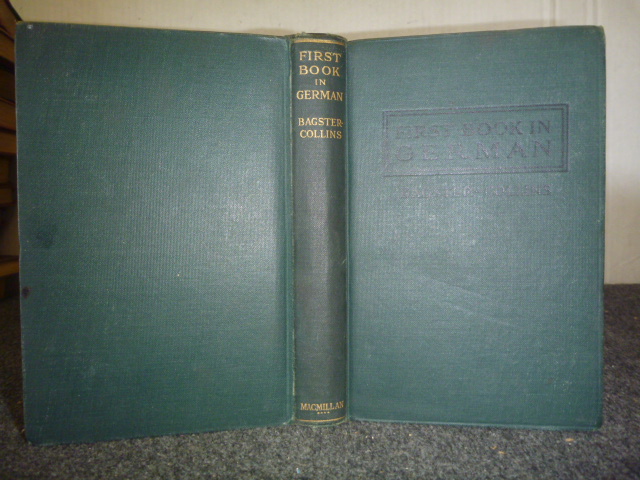 FIRST
BOOK
IN
GERMAN
BAGSTER-
COLLINS
MACMILLAN
FIRST BOOK IN
GERMAN